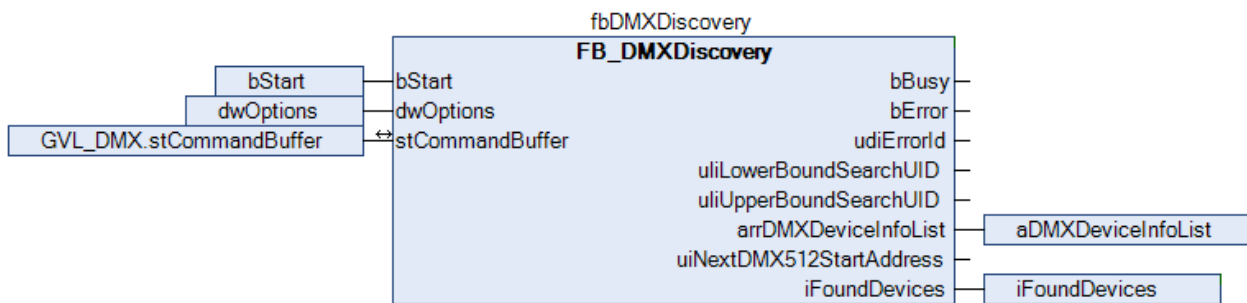 fbDMXDiscovery
FB_DMXDiscovery
bStart bStart bBusy
dwOptions dwOptions bError
GVL_DMX.stCommandBuffer stCommandBuffer udiErrorId
uliLowerBoundSearchUID
uliUpperBoundSearchUID
arrDMXDeviceInfoList aDMXDeviceInfoList
uiNextDMX512StartAddress
iFoundDevices iFoundDevices